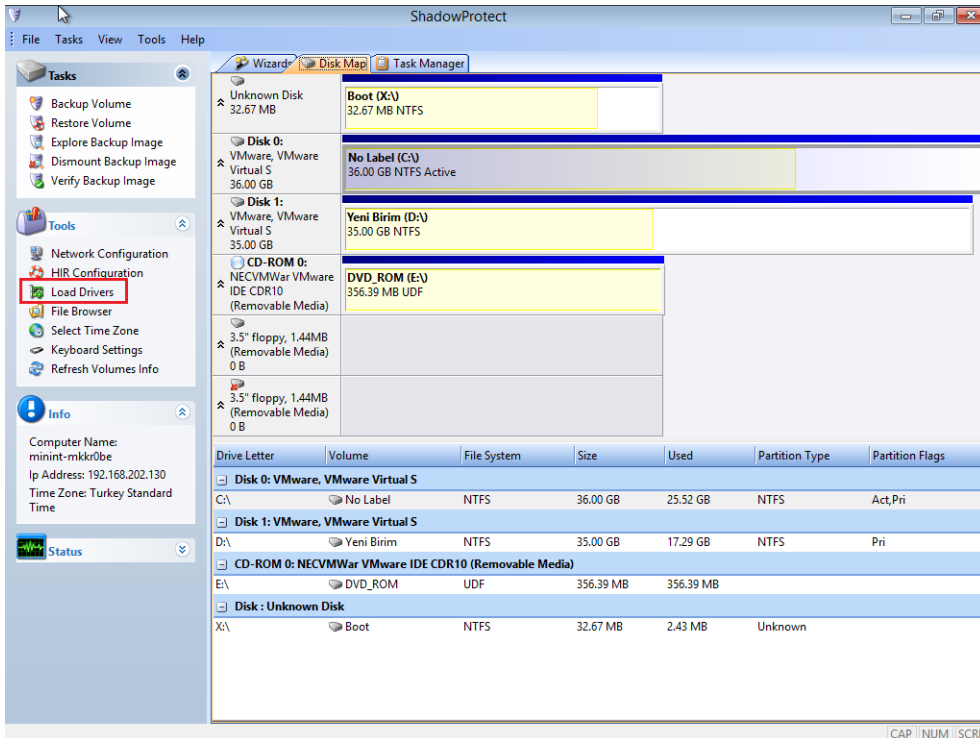 ShadowProtect
File Tasks View Tools Help
Tasks
Backup Volume
Restore Volume
Explore Backup Image
Dismount Backup Image
Verify Backup Image
Tools
Network Configuration
HIR Configuration
Load Drivers
File Browser
Select Time Zone
Keyboard Settings
Refresh Volumes Info
Info
Computer Name:
minint-mkkr0be
Ip Address: 192.168.202.130
Time Zone: Turkey Standard
Time
Status
Wizards Disk Map Task Manager
Unknown Disk
32.67 MB
Boot (X:\)
32.67 MB NTFS
Disk 0:
VMware, VMware
Virtual S
36.00 GB
No Label (C:\)
36.00 GB NTFS Active
Disk 1:
VMware, VMware
Virtual S
35.00 GB
Yeni Birim (D:\)
35.00 GB NTFS
CD-ROM 0:
NECVMWar VMware
IDE CDR10
(Removable Media)
DVD_ROM (E:\)
356.39 MB UDF
3.5" floppy, 1.44MB
(Removable Media)
0 B
3.5" floppy, 1.44MB
(Removable Media)
0 B
Drive Letter Volume File System Size Used Partition Type Partition Flags
Disk 0: VMware, VMware Virtual S
C:\ No Label NTFS 36.00 GB 25.52 GB NTFS Act,Pri
Disk 1: VMware, VMware Virtual S
D:\ Yeni Birim NTFS 35.00 GB 17.29 GB NTFS Pri
CD-ROM 0: NECVMWar VMware IDE CDR10 (Removable Media)
E:\ DVD_ROM UDF 356.39 MB 356.39 MB
Disk : Unknown Disk
X:\ Boot NTFS 32.67 MB 2.43 MB Unknown
CAP NUM SCR